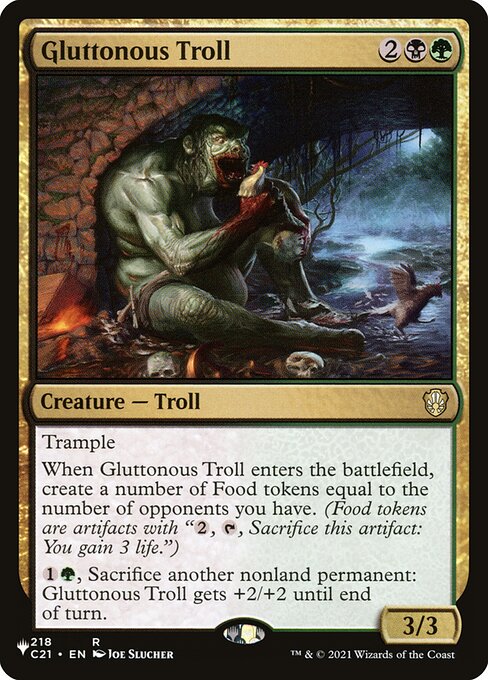 Gluttonous Troll 2
Creature — Troll
Trample
When Gluttonous Troll enters the battlefield,
create a number of Food tokens equal to the
number of opponents you have. (Food tokens
are artifacts with “2, , Sacrifice this artifact:
You gain 3 life.”)
1 , Sacrifice another nonland permanent:
Gluttonous Troll gets +2/+2 until end
of turn.
3/3
218 R
C21 • EN Joe Slucher
™ & © 2021 Wizards of the Coast